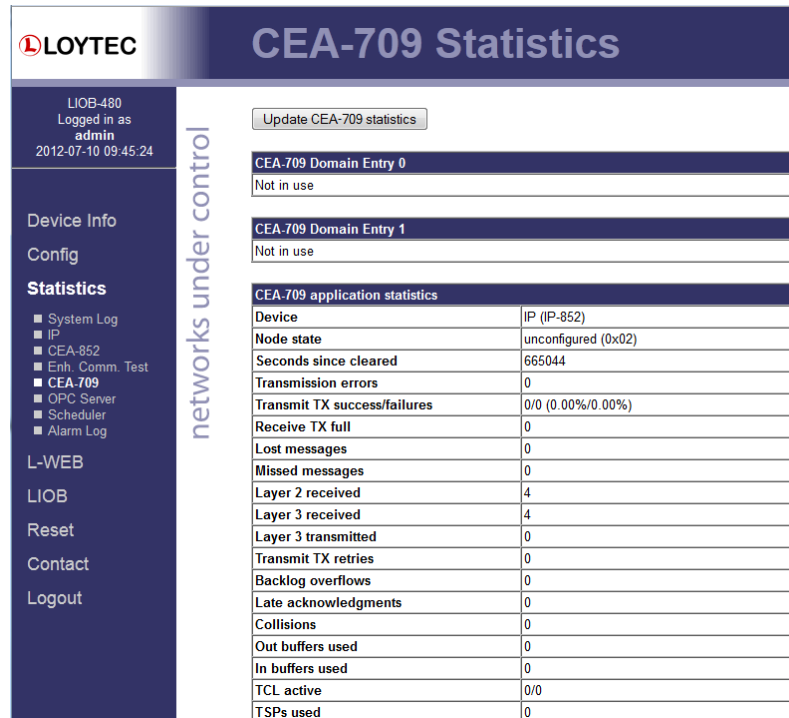 LOYTEC
CEA-709 Statistics
LIOB-480
Logged in as
admin
2012-07-10 09:45:24
Device Info
Config
Statistics
System Log
IP
CEA-852
Enh. Comm. Test
CEA-709
OPC Server
Scheduler
Alarm Log
L-WEB
LIOB
Reset
Contact
Logout
networks under control
Update CEA-709 statistics
CEA-709 Domain Entry 0
Not in use
CEA-709 Domain Entry 1
Not in use
CEA-709 application statistics
Device IP (IP-852)
Node state unconfigured (0x02)
Seconds since cleared 665044
Transmission errors 0
Transmit TX success/failures 0/0 (0.00%/0.00%)
Receive TX full 0
Lost messages 0
Missed messages 0
Layer 2 received 4
Layer 3 received 4
Layer 3 transmitted 0
Transmit TX retries 0
Backlog overflows 0
Late acknowledgments 0
Collisions 0
Out buffers used 0
In buffers used 0
TCL active 0/0
TSPs used 0